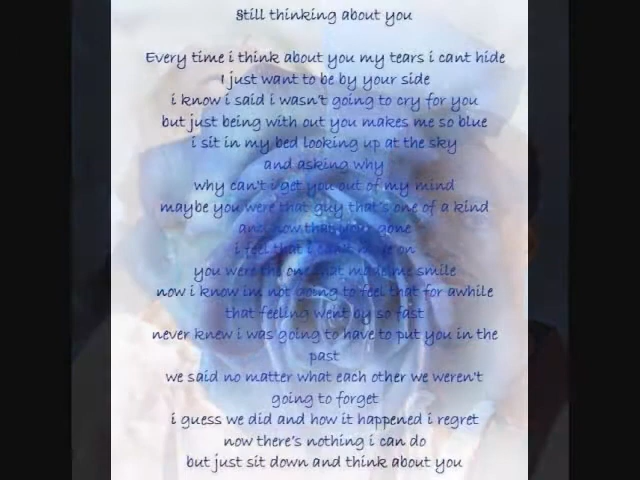 Still thinking about you
Every time i think about you my tears i cant hide
I just want to be by your side
i know i said i wasn't going to cry for you
but just being with out you makes me so blue
i sit in my bed looking up at the sky
and asking why
why can't i get you out of my mind
maybe you were that guy that's one of a kind
and now that your gone
i feel that i can't move on
you were the one that made me smile
now i know im not going to feel that for awhile
that feeling went by so fast
never knew i was going to have to put you in the
past
we said no matter what each other we weren't
going to forget
i guess we did and how it happened i regret
now there's nothing i can do
but just sit down and think about you